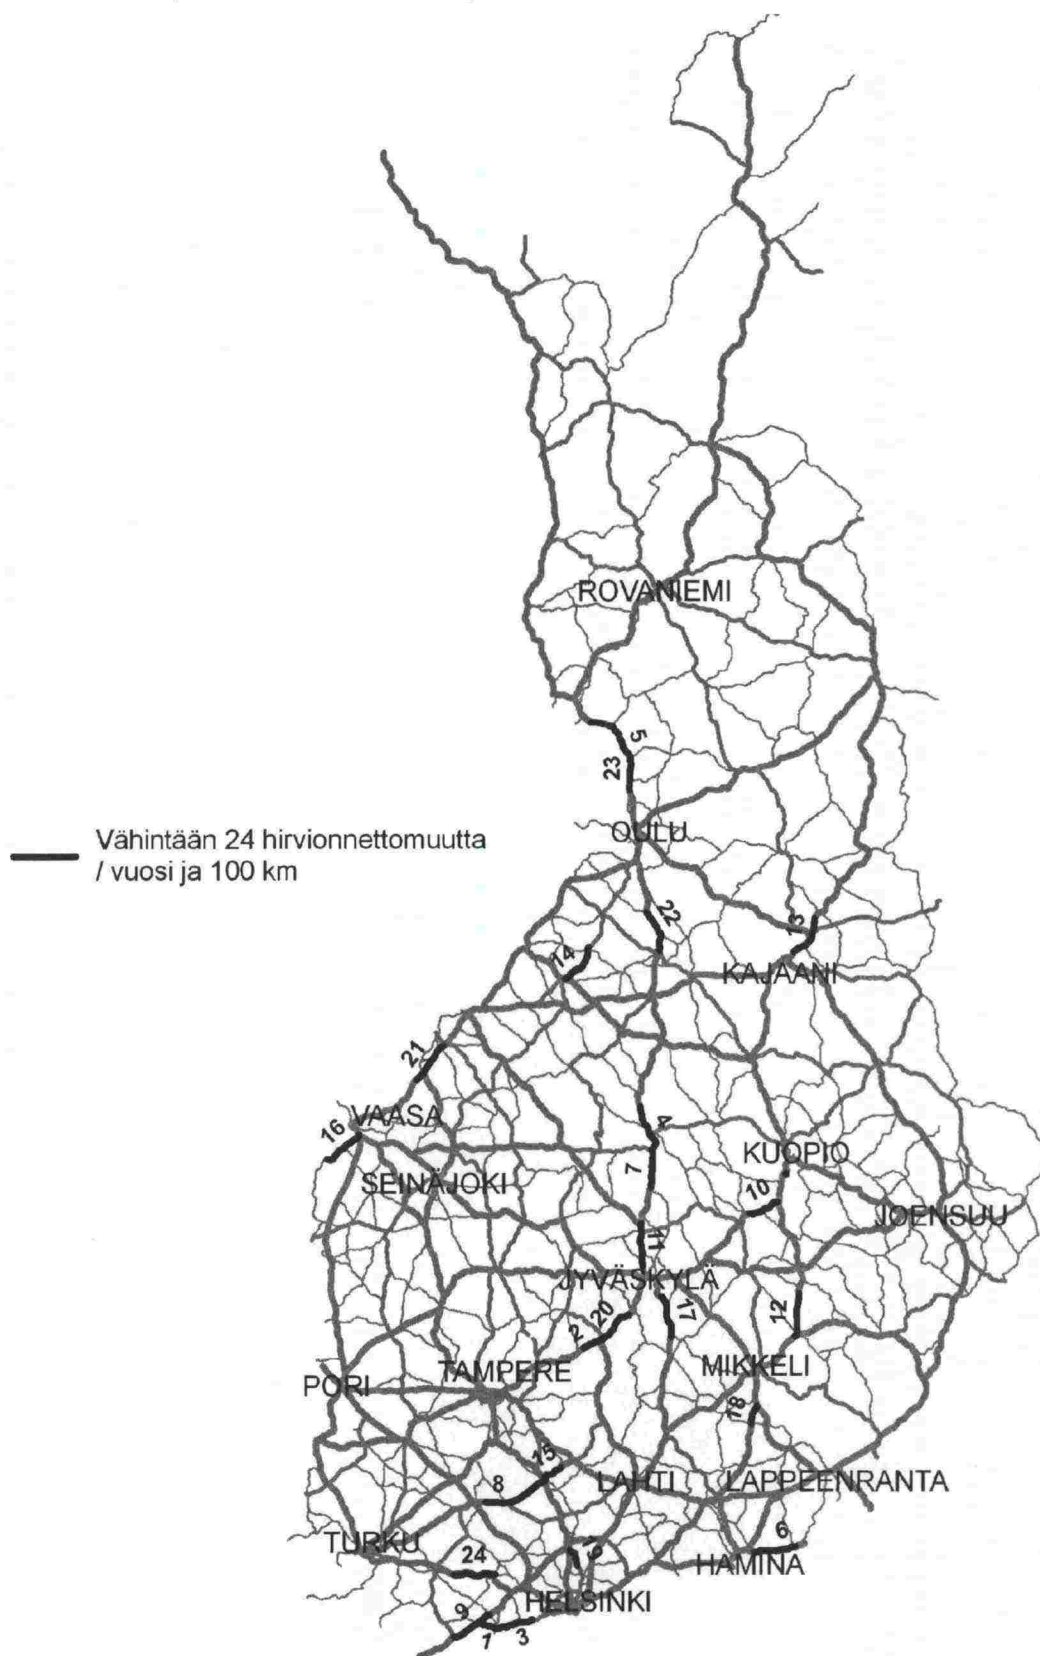 ROVANIEMI
5
23
OULU
Vähintään 24 hirvionnettomuutta
/ vuosi ja 100 km
22
13
14
KAJAANI
21
VAASA
16
4
KUOPIO
7
SEINÄJOKI
10
JOENSUU
11
JYVÄSKYLÄ
17
12
20
2
MIKKELI
TAMPERE
PORI
18
15
LAHTI
LAPPEENRANTA
8
6
TURKU
19
24
HAMINA
HELSINKI
9
1
3